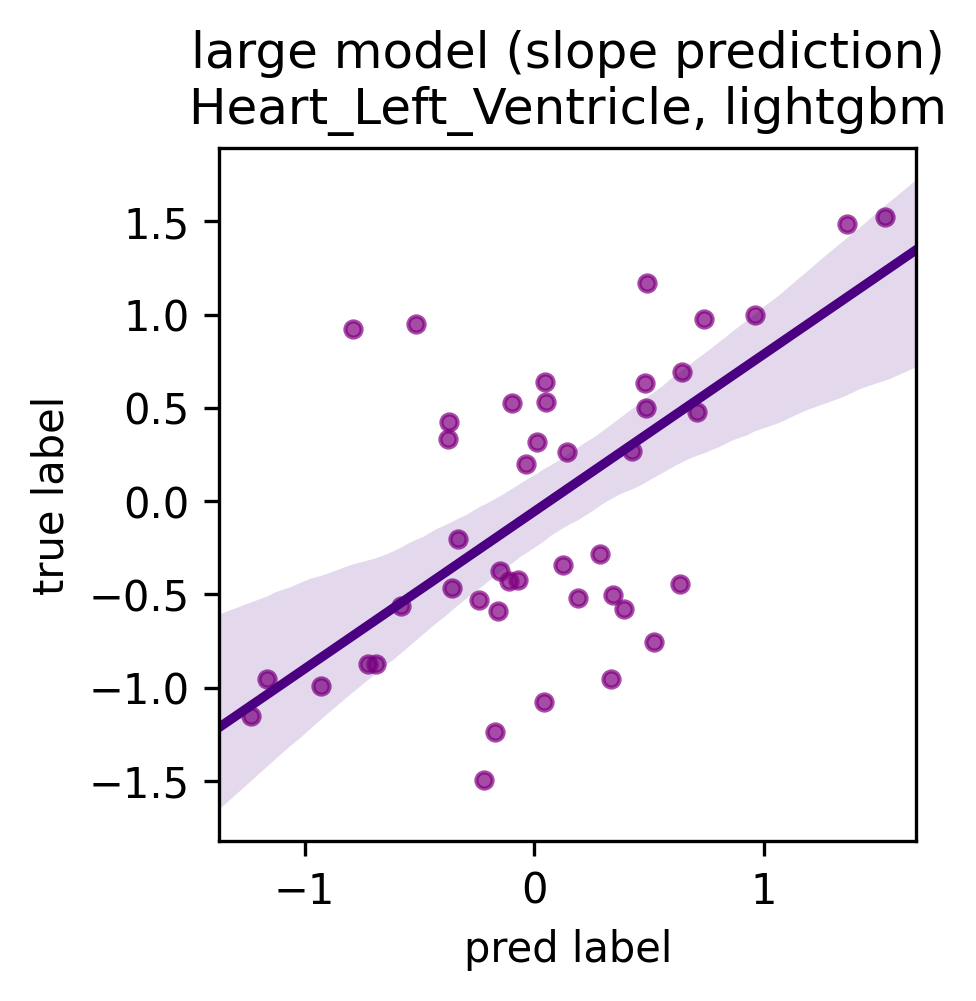 large model (slope prediction)
Heart_Left_Ventricle, lightgbm
1.5
1.0
0.5
0.0
−0.5
−1.0
−1.5
true label
−1
0
1
pred label